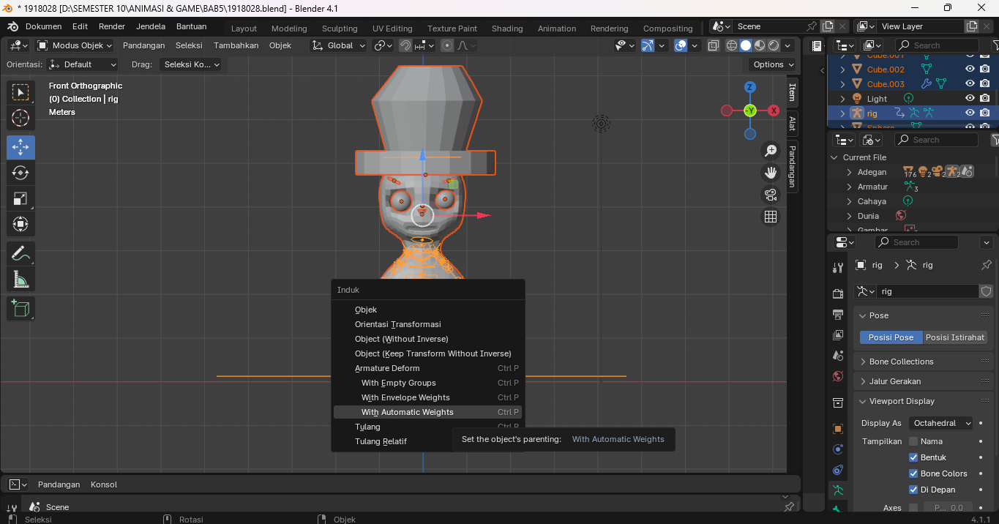 * 1918028 [D:\SEMESTER 10\ANIMASI & GAME\BAB5\1918028.blend] - Blender 4.1
Dokumen Edit Render Jendela Bantuan Layout Modeling Sculpting UV Editing Texture Paint Shading Animation Rendering Compositing Scene View Layer
Modus Objek Pandangan Seleksi Tambahkan Objek Global Search
Orientasi: Default Drag: Seleksi Ko... Options
Front Orthographic
(0) Collection | rig
Meters
Z
-Y
X
Item
Alat
Pandangan
Cube.001
Cube.002
Cube.003
Light
rig
Sphere
Search
Current File
Adegan 176 2 2 2
Armatur 3
Cahaya
Dunia
Gambar
Search
rig rig
rig
Pose
Posisi Pose Posisi Istirahat
Bone Collections
Jalur Gerakan
Viewport Display
Display As Octahedral
Tampilkan Nama
Bentuk
Bone Colors
Di Depan
Axes P... 0.0
Induk
Objek
Orientasi Transformasi
Object (Without Inverse)
Object (Keep Transform Without Inverse)
Armature Deform Ctrl P
With Empty Groups Ctrl P
With Envelope Weights Ctrl P
With Automatic Weights Ctrl P
Tulang Ctrl P
Tulang Relatif
Set the object's parenting: With Automatic Weights
Pandangan Konsol
Scene
Seleksi Rotasi Objek 4.1.1